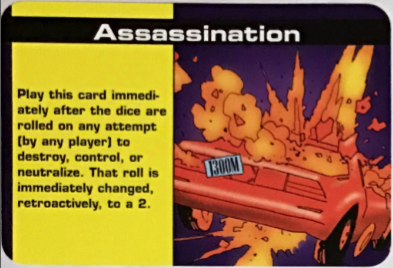 Assassination
Play this card immedi-
ately after the dice are
rolled on any attempt
(by any player) to
destroy, control, or
neutralize. That roll is
immediately changed,
retroactively, to a 2.
1300M